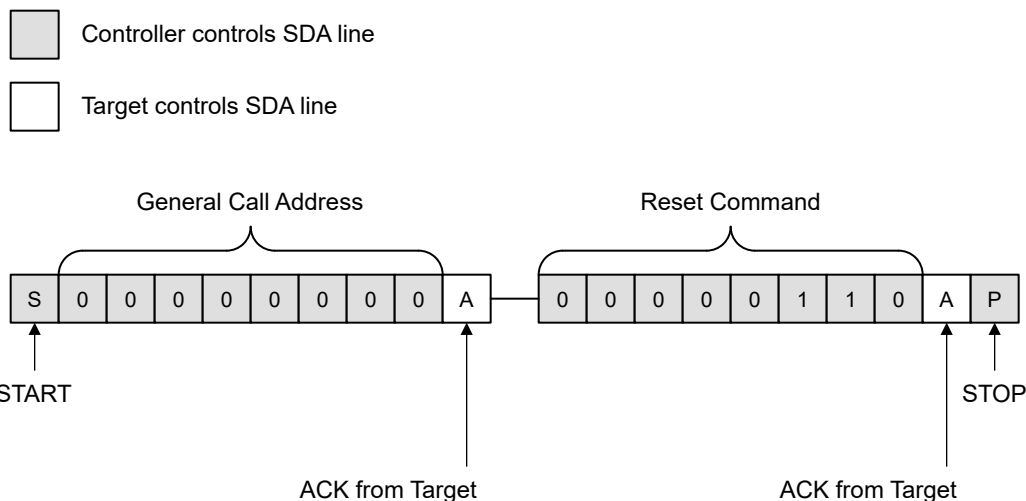 Controller controls SDA line
Target controls SDA line
General Call Address Reset Command
S 0 0 0 0 0 0 0 0 A 0 0 0 0 0 1 1 0 A P
START STOP
ACK from Target ACK from Target